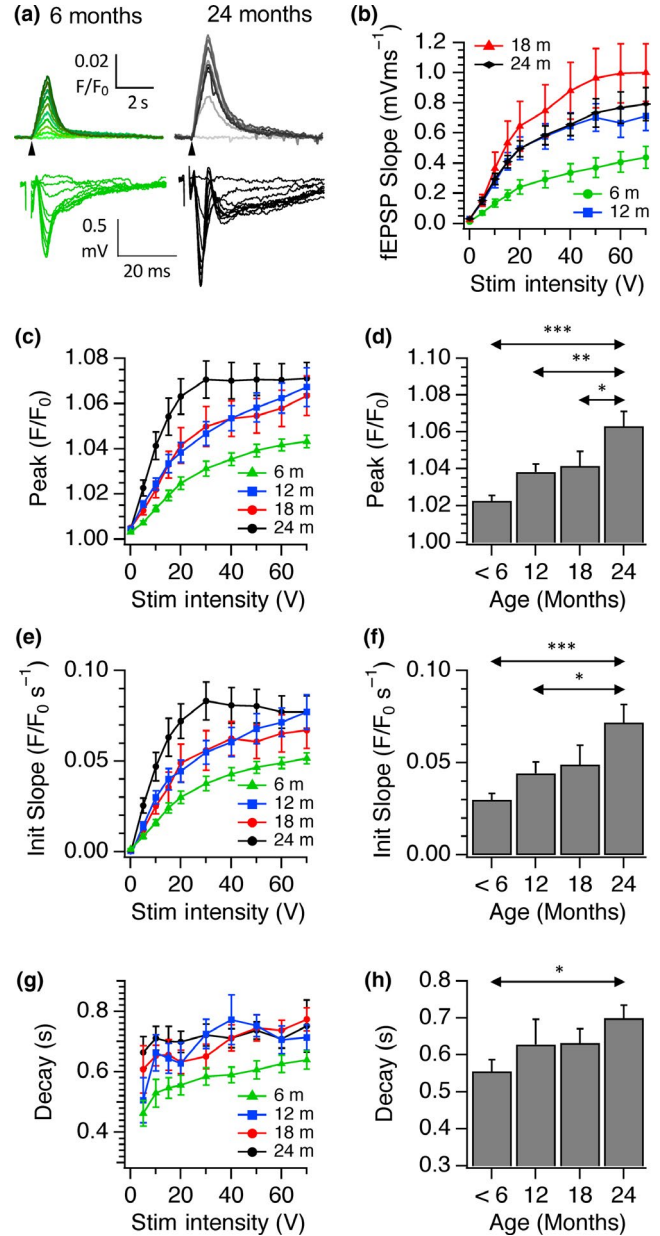 (a) 6 months 24 months
0.02
F/F0
2 s
0.5
mV
20 ms
(b)
fEPSP Slope (mVms−1)
1.2
1.0
0.8
0.6
0.4
0.2
0.0
18 m
24 m
6 m
12 m
0 20 40 60
Stim intensity (V)
(c)
Peak (F/F0)
1.08
1.06
1.04
1.02
1.00
6 m
12 m
18 m
24 m
0 20 40 60
Stim intensity (V)
(d)
Peak (F/F0)
1.10
1.08
1.06
1.04
1.02
1.00
***
**
*
< 6 12 18 24
Age (Months)
(e)
Init Slope (F/F0 s−1)
0.10
0.05
0.00
6 m
12 m
18 m
24 m
0 20 40 60
Stim intensity (V)
(f)
Init Slope (F/F0 s−1)
0.10
0.05
0.00
***
*
< 6 12 18 24
Age (Months)
(g)
Decay (s)
0.8
0.6
0.4
6 m
12 m
18 m
24 m
0 20 40 60
Stim intensity (V)
(h)
Decay (s)
0.8
0.7
0.6
0.5
0.4
0.3
*
< 6 12 18 24
Age (Months)